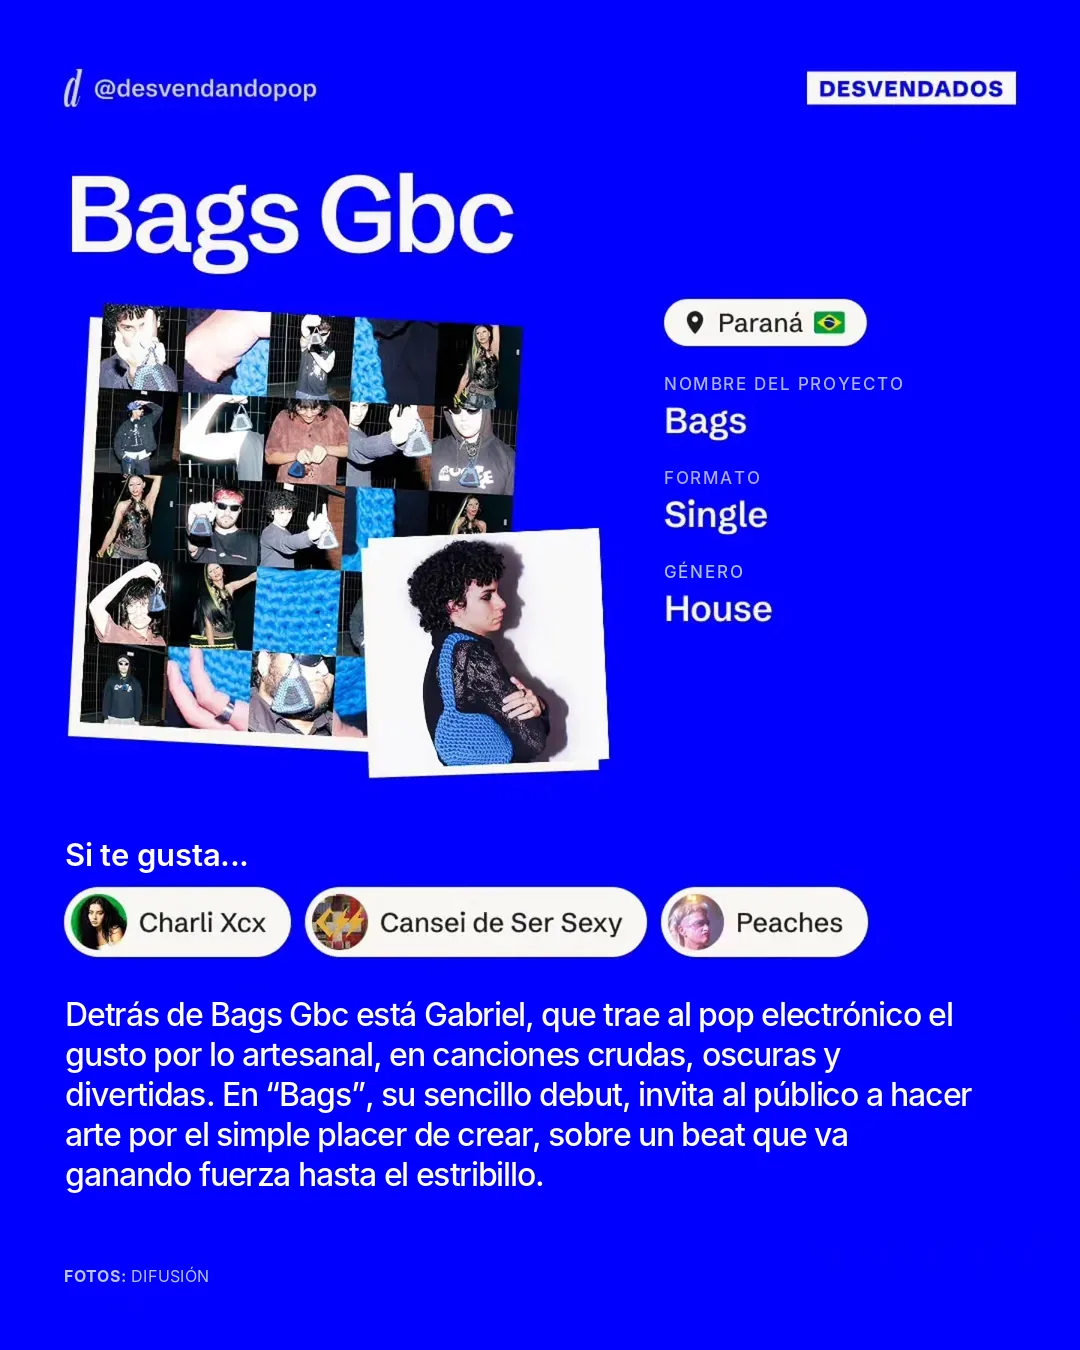 d @desvendandopop
DESVENDADOS
Bags Gbc
Paraná
NOMBRE DEL PROYECTO
Bags
FORMATO
Single
GÉNERO
House
Si te gusta...
Charli Xcx
Cansei de Ser Sexy
Peaches
Detrás de Bags Gbc está Gabriel, que trae al pop electrónico el
gusto por lo artesanal, en canciones crudas, oscuras y
divertidas. En “Bags”, su sencillo debut, invita al público a hacer
arte por el simple placer de crear, sobre un beat que va
ganando fuerza hasta el estribillo.
FOTOS: DIFUSIÓN